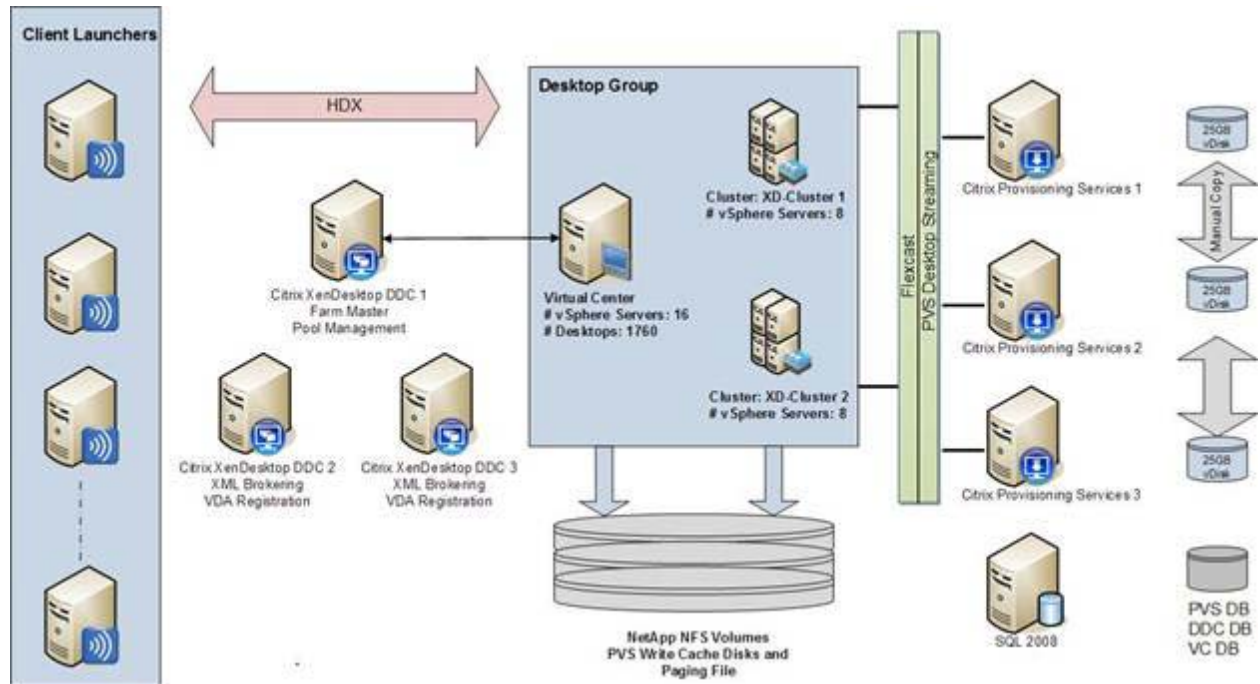 Client Launchers
HDX
Citrix XenDesktop DDC 1
Farm Master
Pool Management
Citrix XenDesktop DDC 2
XML Brokering
VDA Registration
Citrix XenDesktop DDC 3
XML Brokering
VDA Registration
Desktop Group
Cluster: XD-Cluster 1
# vSphere Servers: 8
Virtual Center
# vSphere Servers: 16
# Desktops: 1760
Cluster: XD-Cluster 2
# vSphere Servers: 8
NetApp NFS Volumes
PVS Write Cache Disks and
Paging File
Flexcast
PVS Desktop Streaming
Citrix Provisioning Services 1
Citrix Provisioning Services 2
Citrix Provisioning Services 3
SQL 2008
25GB
vDisk
Manual Copy
25GB
vDisk
25GB
vDisk
PVS DB
DDC DB
VC DB